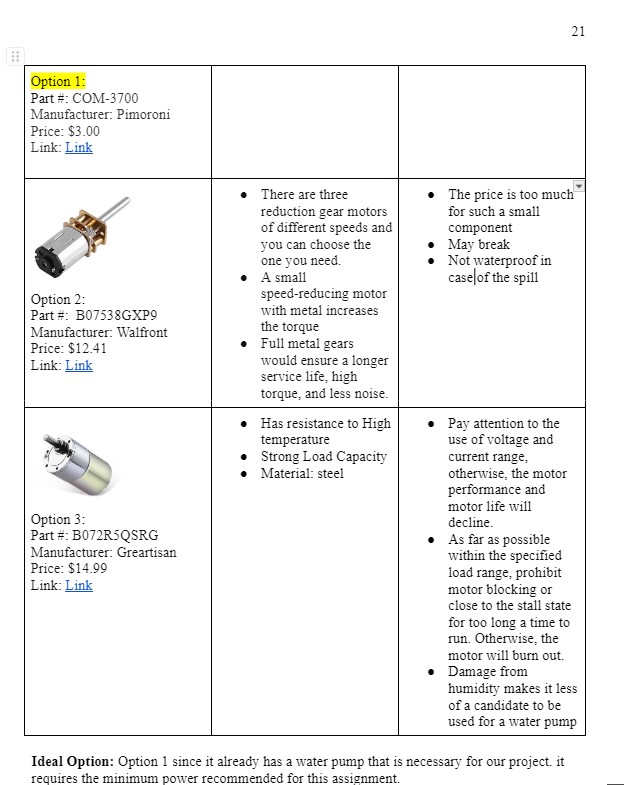 21
Option 1:
Part #: COM-3700
Manufacturer: Pimoroni
Price: $3.00
Link: Link
Option 2:
Part #:  B07538GXP9
Manufacturer: Walfront
Price: $12.41
Link: Link
● There are three
reduction gear motors
of different speeds and
you can choose the
one you need.
● A small
speed-reducing motor
with metal increases
the torque
● Full metal gears
would ensure a longer
service life, high
torque, and less noise.
● The price is too much
for such a small
component
● May break
● Not waterproof in
case of the spill
Option 3:
Part #: B072R5QSRG
Manufacturer: Greartisan
Price: $14.99
Link: Link
● Has resistance to High
temperature
● Strong Load Capacity
● Material: steel
● Pay attention to the
use of voltage and
current range,
otherwise, the motor
performance and
motor life will
decline.
● As far as possible
within the specified
load range, prohibit
motor blocking or
close to the stall state
for too long a time to
run. Otherwise, the
motor will burn out.
● Damage from
humidity makes it less
of a candidate to be
used for a water pump
Ideal Option: Option 1 since it already has a water pump that is necessary for our project. it
requires the minimum power recommended for this assignment.